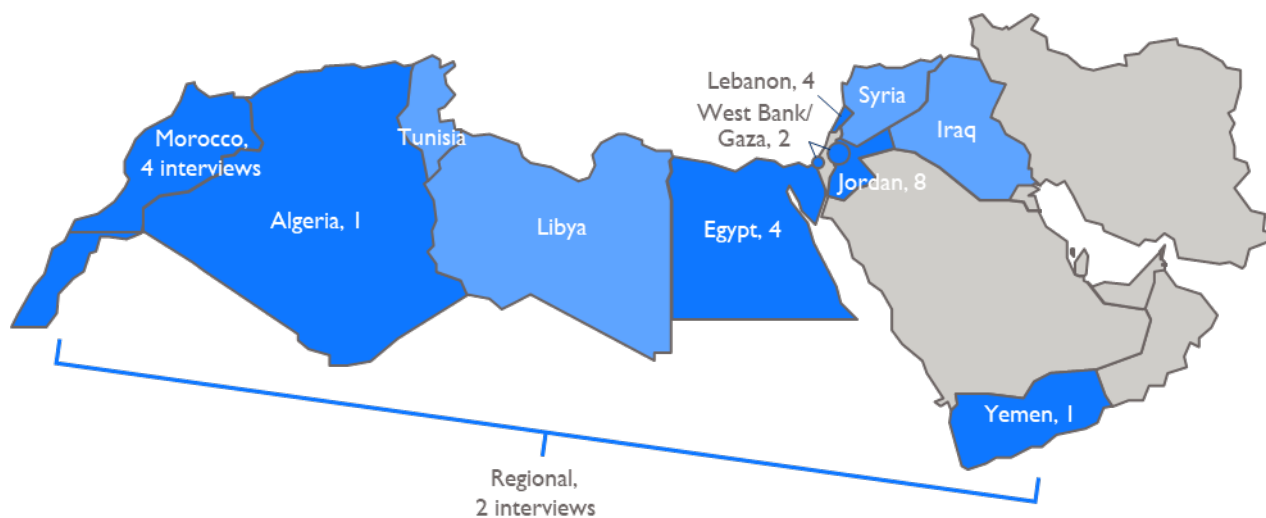 Morocco,
4 interviews
Algeria, 1
Tunisia
Libya
Egypt, 4
Lebanon, 4
West Bank/
Gaza, 2
Syria
Iraq
Jordan, 8
Yemen, 1
Regional,
2 interviews